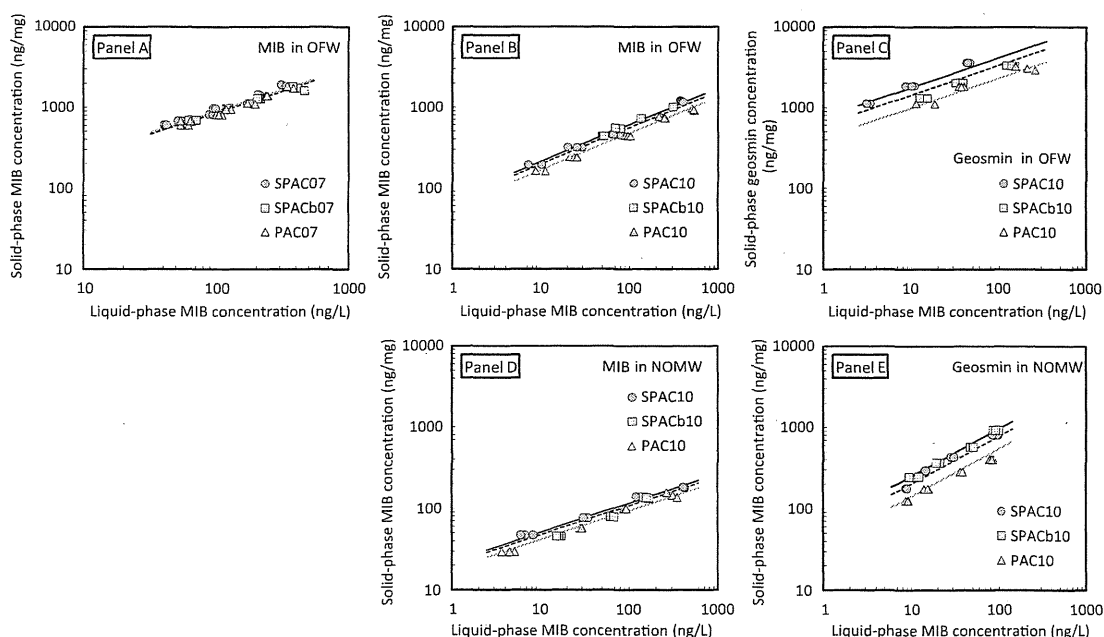 Panel A
MIB in OFW
Solid-phase MIB concentration (ng/mg)
10000
1000
100
10
SPAC07
SPACb07
PAC07
10
100
1000
Liquid-phase MIB concentration (ng/L)
Panel B
MIB in OFW
Solid-phase MIB concentration (ng/mg)
10000
1000
100
10
SPAC10
SPACb10
PAC10
1
10
100
1000
Liquid-phase MIB concentration (ng/L)
Panel C
Solid-phase geosmin concentration
(ng/mg)
10000
1000
100
10
Geosmin in OFW
SPAC10
SPACb10
PAC10
1
10
100
1000
Liquid-phase MIB concentration (ng/L)
Panel D
MIB in NOMW
Solid-phase MIB concentration (ng/mg)
10000
1000
100
10
SPAC10
SPACb10
PAC10
1
10
100
1000
Liquid-phase MIB concentration (ng/L)
Panel E
Geosmin in NOMW
Solid-phase MIB concentration (ng/mg)
10000
1000
100
10
SPAC10
SPACb10
PAC10
1
10
100
1000
Liquid-phase MIB concentration (ng/L)